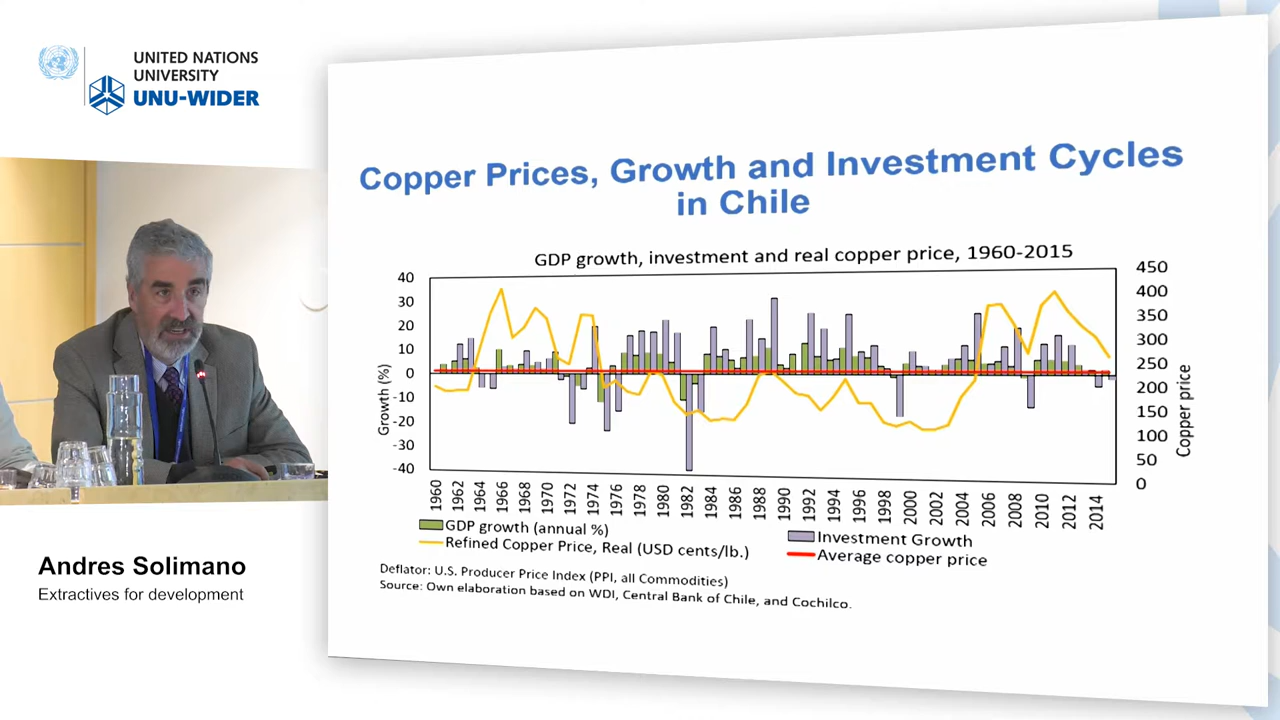 UNITED NATIONS
UNIVERSITY
UNU-WIDER
Andres Solimano
Extractives for development
Copper Prices, Growth and Investment Cycles
in Chile
GDP growth, investment and real copper price, 1960-2015
40
30
20
10
0
-10
-20
-30
-40
Growth (%)
450
400
350
300
250
200
150
100
50
0
Copper price
1960
1962
1964
1966
1968
1970
1972
1974
1976
1978
1980
1982
1984
1986
1988
1990
1992
1994
1996
1998
2000
2002
2004
2006
2008
2010
2012
2014
GDP growth (annual %)
Investment Growth
Refined Copper Price, Real (USD cents/lb.)
Average copper price
Deflator: U.S. Producer Price Index (PPI, all Commodities)
Source: Own elaboration based on WDI, Central Bank of Chile, and Cochilco.